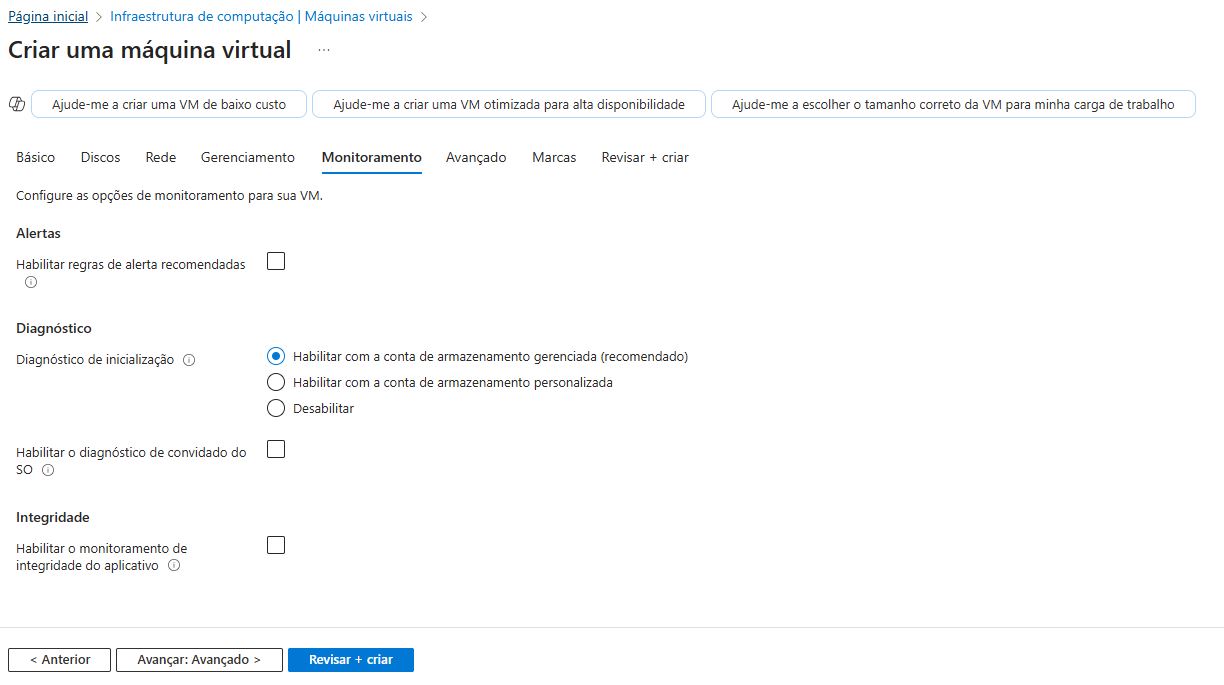 Página inicial > Infraestrutura de computação | Máquinas virtuais >
Criar uma máquina virtual ...
Ajude-me a criar uma VM de baixo custo Ajude-me a criar uma VM otimizada para alta disponibilidade Ajude-me a escolher o tamanho correto da VM para minha carga de trabalho
Básico Discos Rede Gerenciamento Monitoramento Avançado Marcas Revisar + criar
Configure as opções de monitoramento para sua VM.
Alertas
Habilitar regras de alerta recomendadas
Diagnóstico
Diagnóstico de inicialização
Habilitar com a conta de armazenamento gerenciada (recomendado)
Habilitar com a conta de armazenamento personalizada
Desabilitar
Habilitar o diagnóstico de convidado do
SO
Integridade
Habilitar o monitoramento de
integridade do aplicativo
< Anterior Avançar: Avançado > Revisar + criar